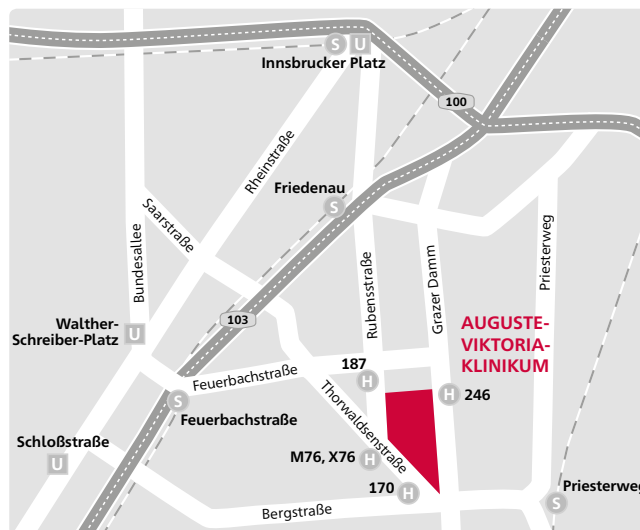 S U
Innsbrucker Platz
100
Rheinstraße
Friedenau
S
Saarstraße
Bundesallee
Priesterweg
Rubensstraße
Grazer Damm
103
Walther-
Schreiber-Platz
U
AUGUSTE-
VIKTORIA-
KLINIKUM
187
H
Feuerbachstraße
H
246
S
Feuerbachstraße
Thorwaldsenstraße
Schloßstraße
U
M76, X76
H
170
H
Bergstraße
Priesterweg
S